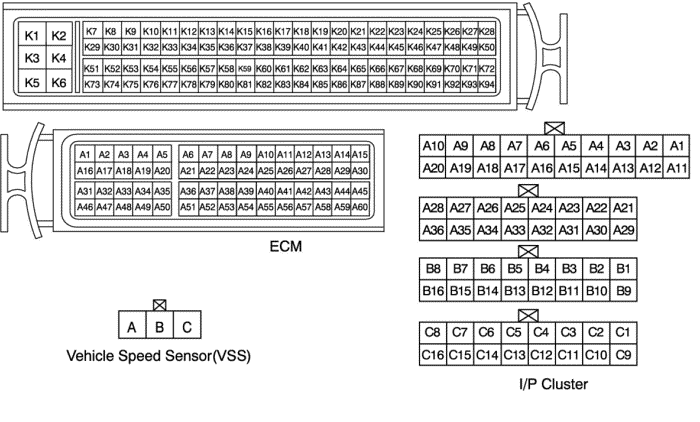 K1 K2
K3 K4
K5 K6
K7 K8 K9 K10 K11 K12 K13 K14 K15 K16 K17 K18 K19 K20 K21 K22 K23 K24 K25 K26 K27 K28
K29 K30 K31 K32 K33 K34 K35 K36 K37 K38 K39 K40 K41 K42 K43 K44 K45 K46 K47 K48 K49 K50
K51 K52 K53 K54 K55 K56 K57 K58 K59 K60 K61 K62 K63 K64 K65 K66 K67 K68 K69 K70 K71 K72
K73 K74 K75 K76 K77 K78 K79 K80 K81 K82 K83 K84 K85 K86 K87 K88 K89 K90 K91 K92 K93 K94
A1 A2 A3 A4 A5 A6 A7 A8 A9 A10 A11 A12 A13 A14 A15
A16 A17 A18 A19 A20 A21 A22 A23 A24 A25 A26 A27 A28 A29 A30
A31 A32 A33 A34 A35 A36 A37 A38 A39 A40 A41 A42 A43 A44 A45
A46 A47 A48 A49 A50 A51 A52 A53 A54 A55 A56 A57 A58 A59 A60
ECM
A B C
Vehicle Speed Sensor(VSS)
A10 A9 A8 A7 A6 A5 A4 A3 A2 A1
A20 A19 A18 A17 A16 A15 A14 A13 A12 A11
A28 A27 A26 A25 A24 A23 A22 A21
A36 A35 A34 A33 A32 A31 A30 A29
B8 B7 B6 B5 B4 B3 B2 B1
B16 B15 B14 B13 B12 B11 B10 B9
C8 C7 C6 C5 C4 C3 C2 C1
C16 C15 C14 C13 C12 C11 C10 C9
I/P Cluster